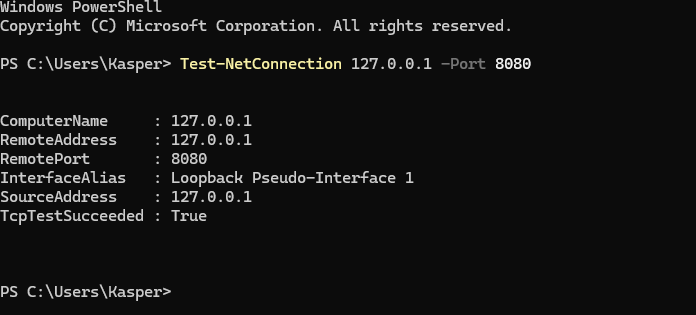 Windows PowerShell
Copyright (C) Microsoft Corporation. All rights reserved.
PS C:\Users\Kasper> Test-NetConnection 127.0.0.1 -Port 8080
ComputerName     : 127.0.0.1
RemoteAddress    : 127.0.0.1
RemotePort       : 8080
InterfaceAlias   : Loopback Pseudo-Interface 1
SourceAddress    : 127.0.0.1
TcpTestSucceeded : True
PS C:\Users\Kasper>